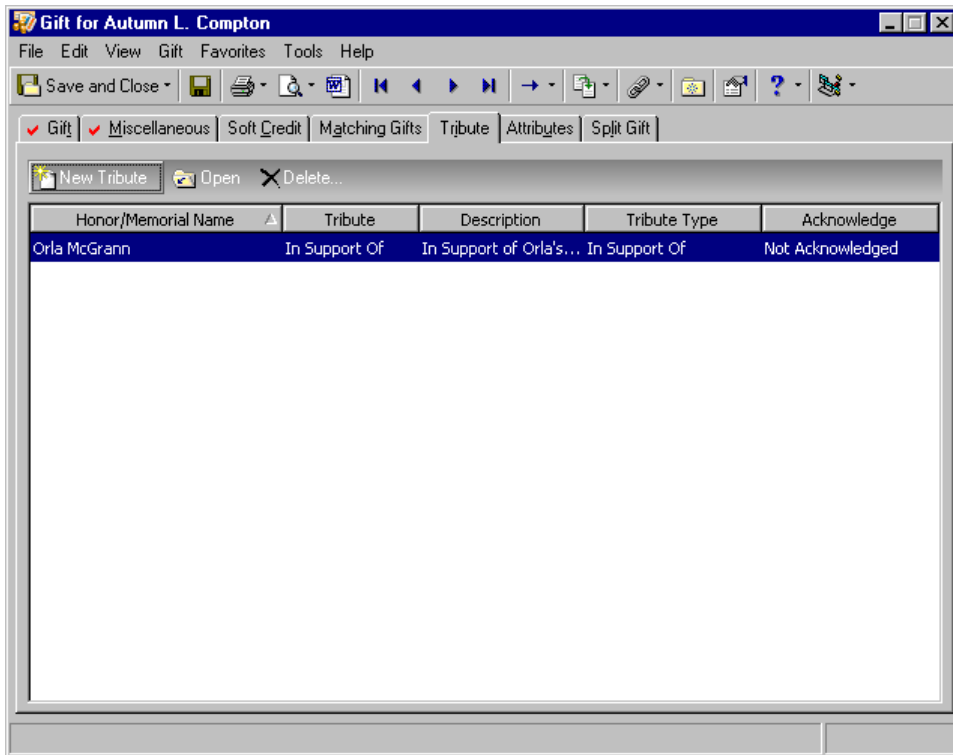 Gift for Autumn L. Compton
File Edit View Gift Favorites Tools Help
Save and Close
Gift Miscellaneous Soft Credit Matching Gifts Tribute Attributes Split Gift
New Tribute Open Delete...
Honor/Memorial Name Tribute Description Tribute Type Acknowledge
Orla McGrann In Support Of In Support of Orla's... In Support Of Not Acknowledged